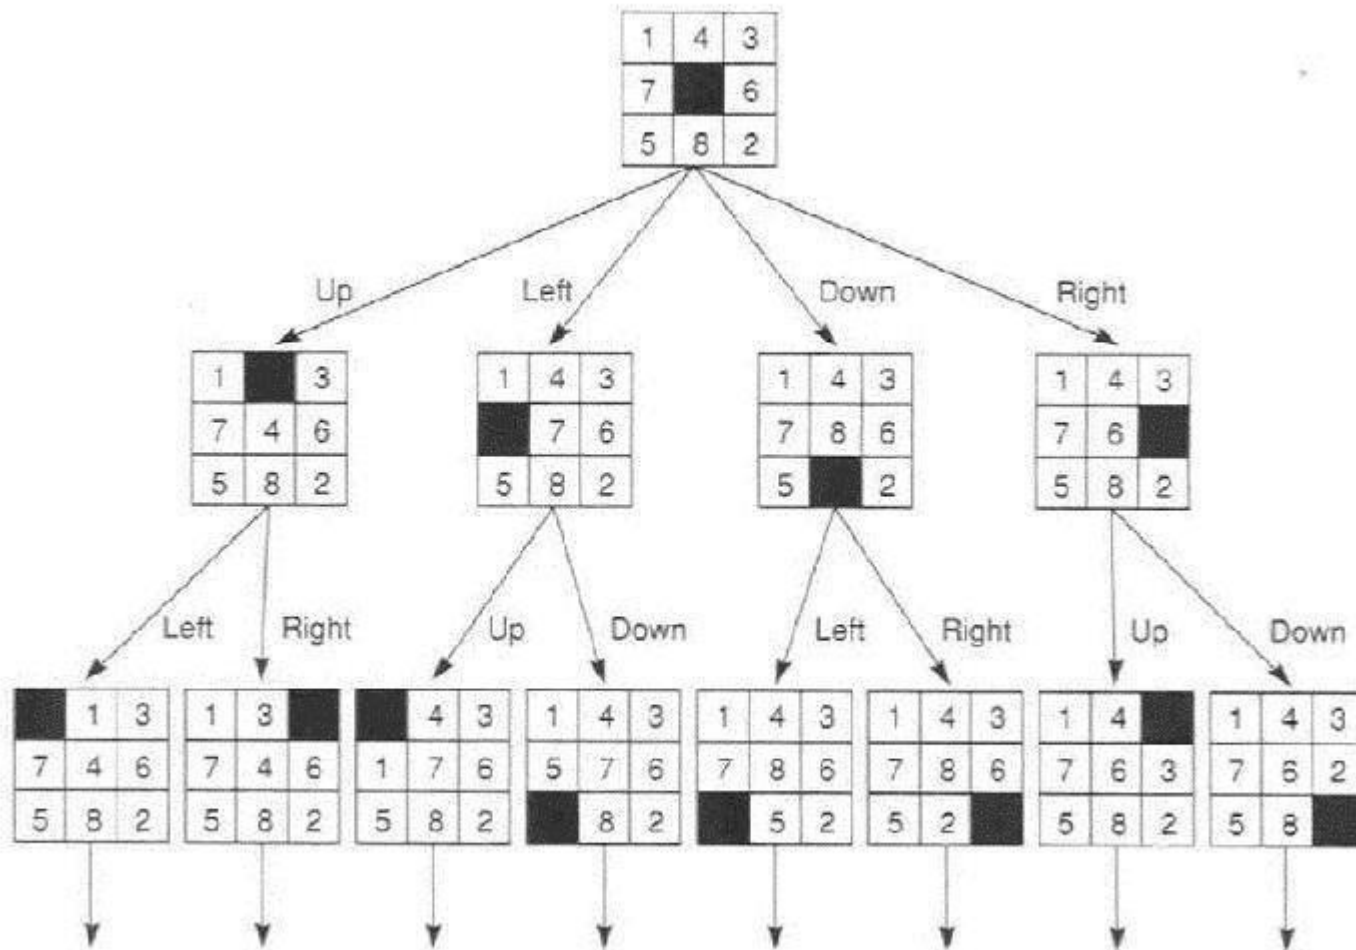 1 4 3
7 6
5 8 2
Up Left Down Right
1 3 1 4 3 1 4 3 1 4 3
7 4 6 7 6 7 8 6 7 6
5 8 2 5 8 2 5 2 5 8 2
Left Right Up Down Left Right Up Down
1 3 1 3 4 3 1 4 3 1 4 3 1 4 3 1 4 1 4 3
7 4 6 7 4 6 1 7 6 5 7 6 7 8 6 7 8 6 7 6 3 7 6 2
5 8 2 5 8 2 5 8 2 8 2 5 2 5 2 5 8 2 5 8